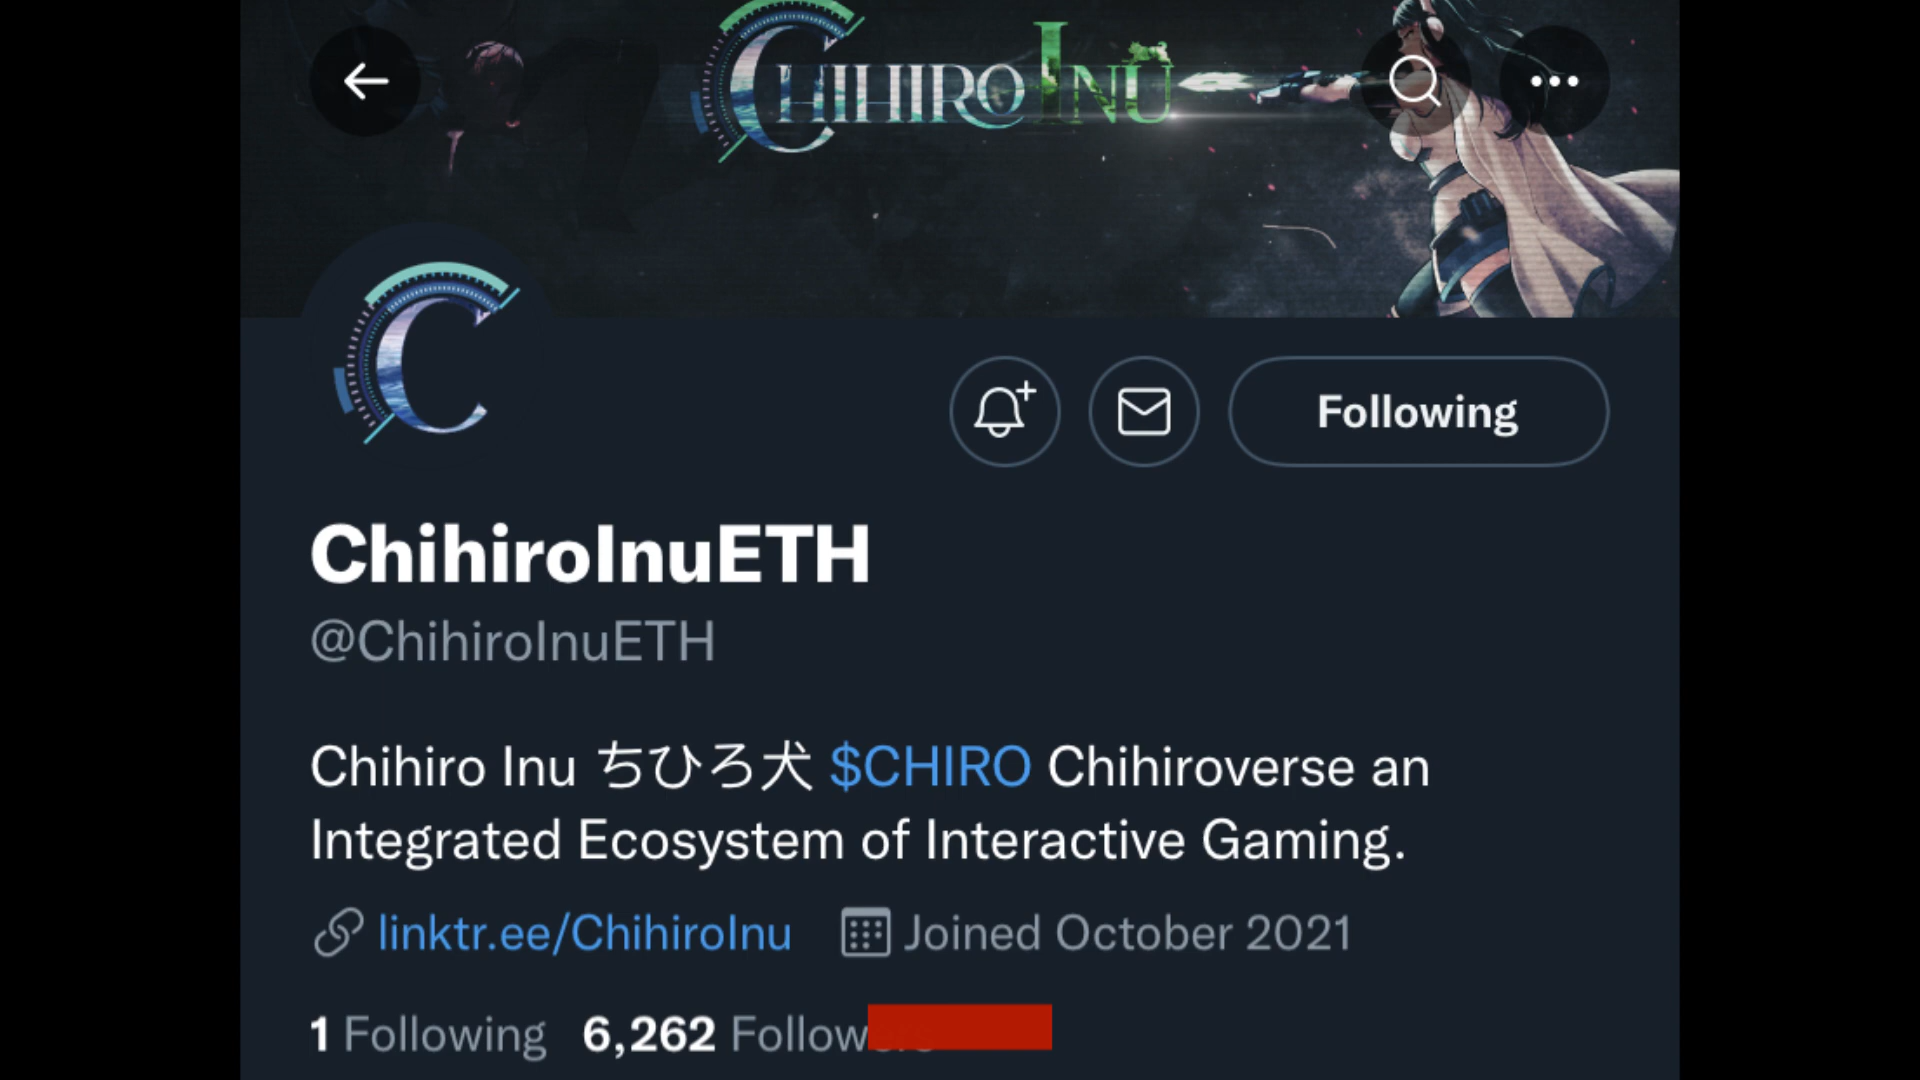 CHIHIRO INU
Following
ChihiroInuETH
@ChihiroInuETH
Chihiro Inu ちひろ犬 $CHIRO Chihiroverse an
Integrated Ecosystem of Interactive Gaming.
linktr.ee/ChihiroInu Joined October 2021
1 Following 6,262